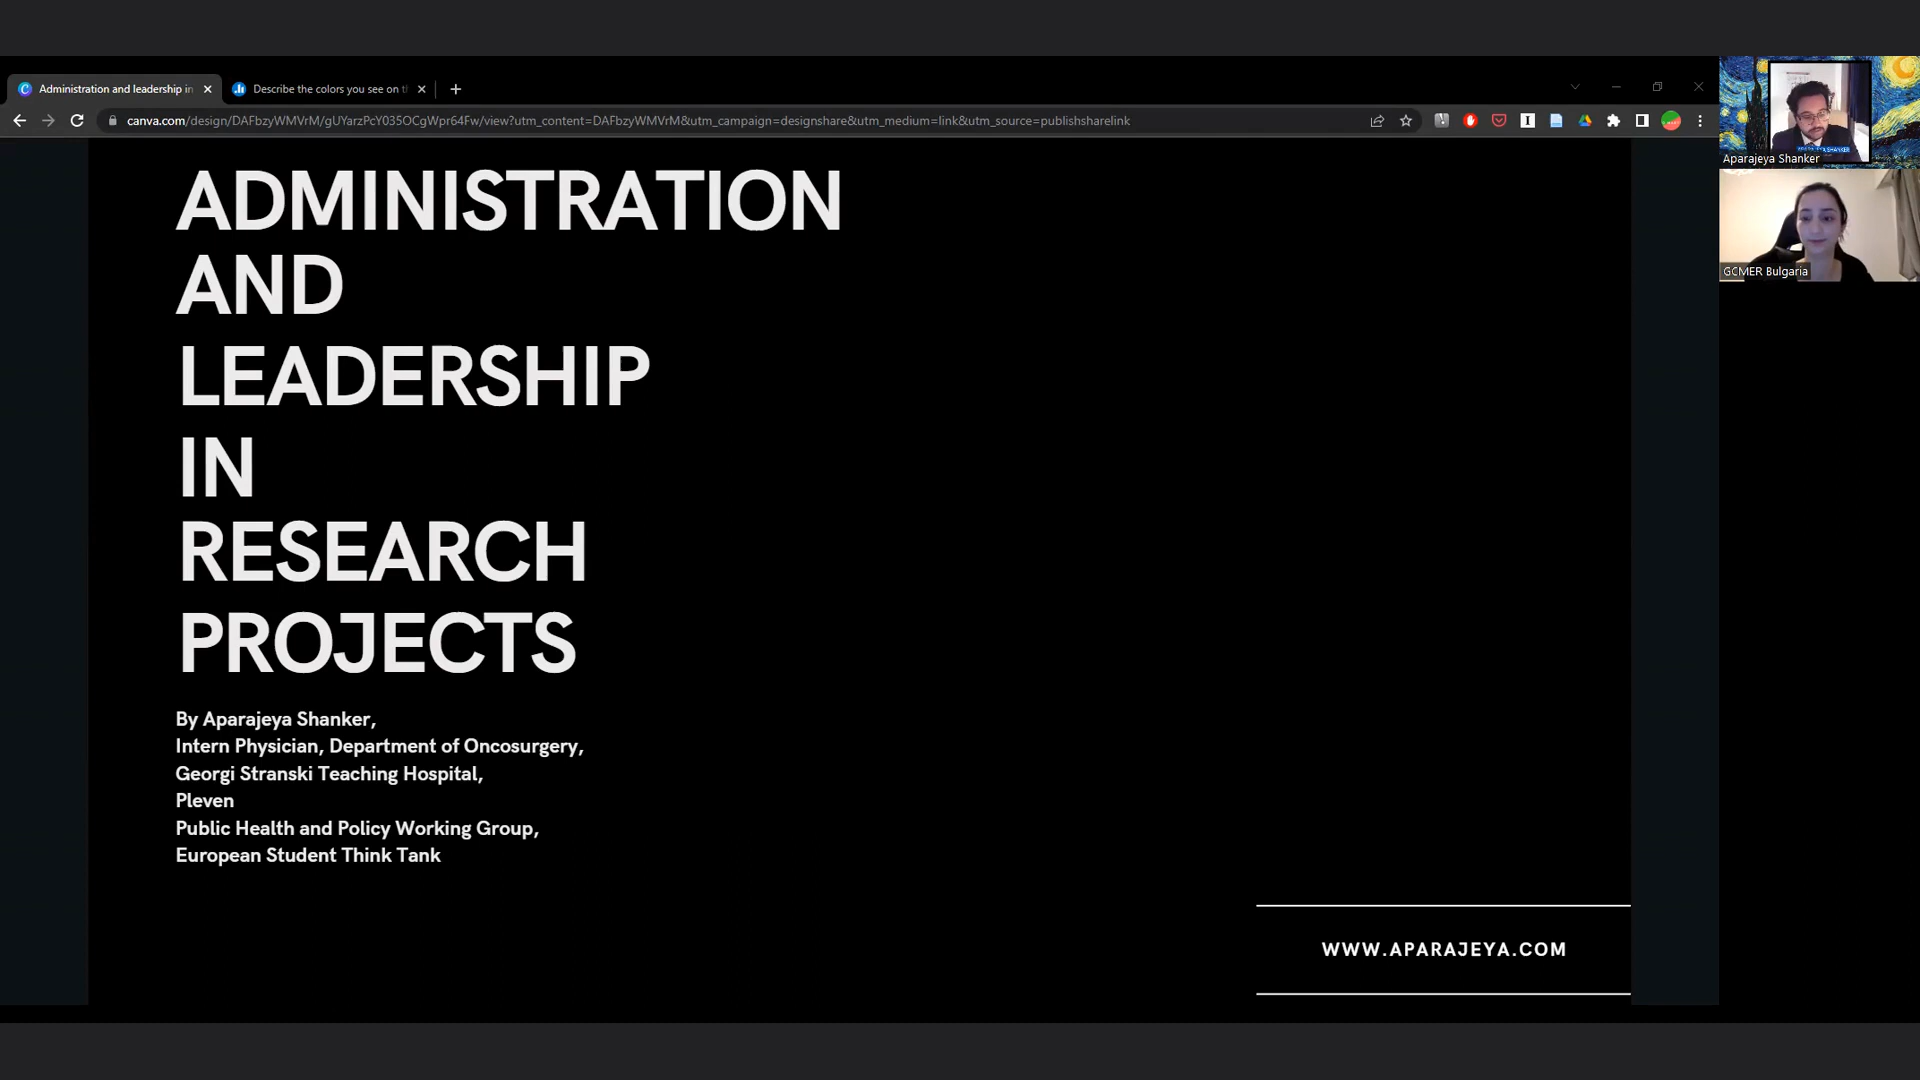 Administration and leadership in
Describe the colors you see on t
canva.com/design/DAFbzyWMVrM/gUYarzPcY035OCgWpr64Fw/view?utm_content=DAFbzyWMVrM&utm_campaign=designshare&utm_medium=link&utm_source=publishsharelink
Aparajeya Shanker
GCMER Bulgaria
ADMINISTRATION
AND
LEADERSHIP
IN
RESEARCH
PROJECTS
By Aparajeya Shanker,
Intern Physician, Department of Oncosurgery,
Georgi Stranski Teaching Hospital,
Pleven
Public Health and Policy Working Group,
European Student Think Tank
WWW.APARAJEYA.COM